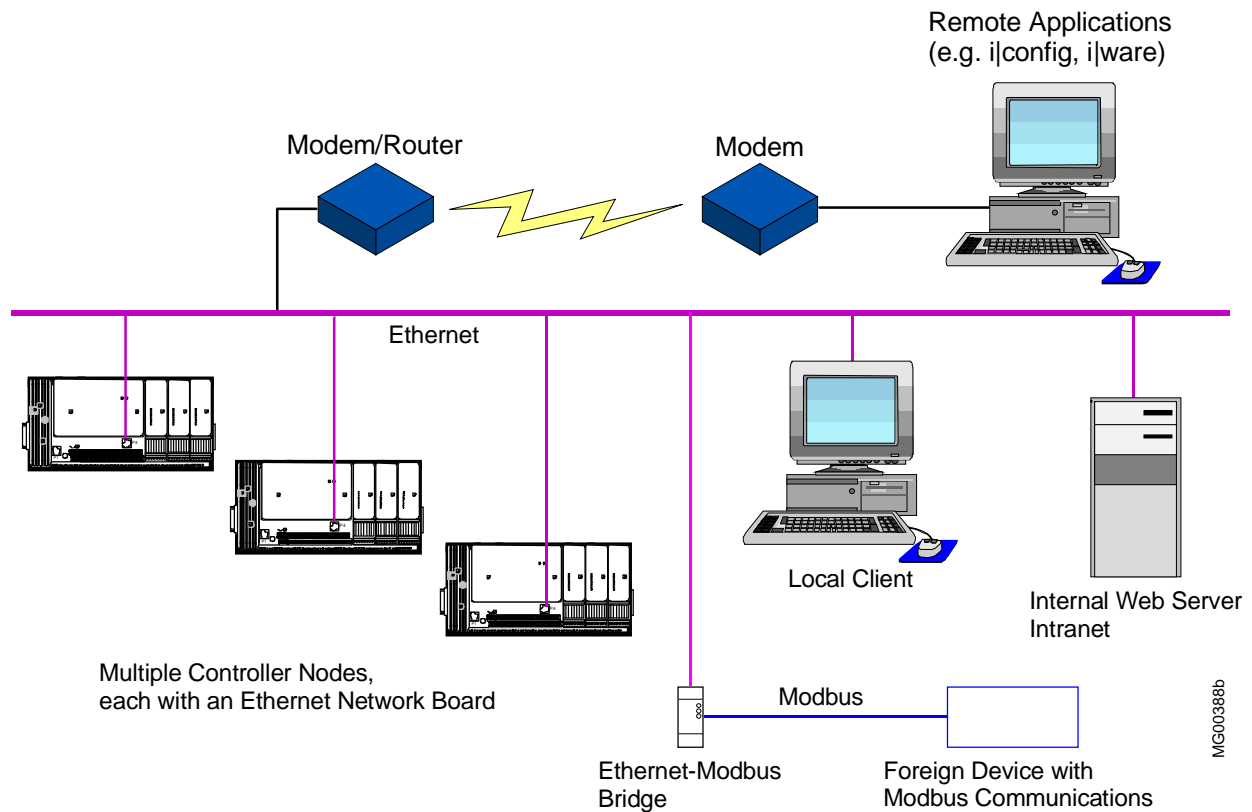 Remote Applications
(e.g. i|config, i|ware)
Modem/Router
Modem
Ethernet
Local Client
Internal Web Server
Intranet
Multiple Controller Nodes,
each with an Ethernet Network Board
Modbus
Ethernet-Modbus
Bridge
Foreign Device with
Modbus Communications
MG00388b